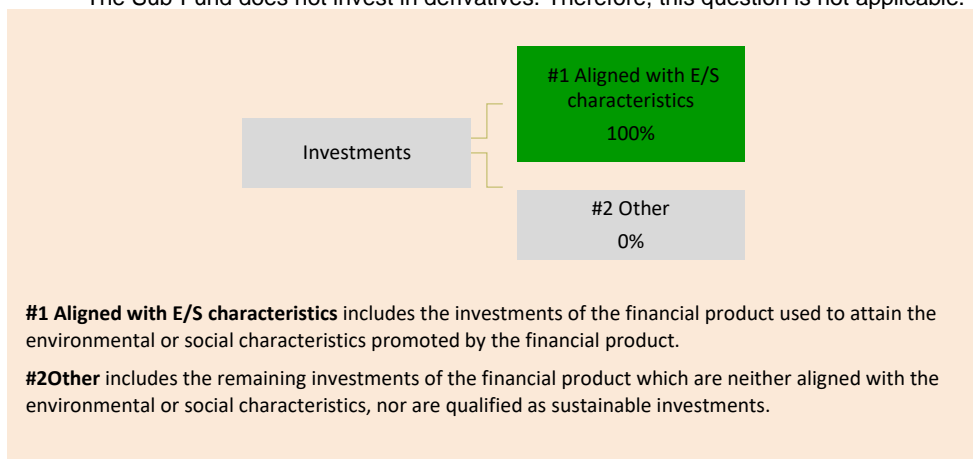 The Sub-Fund does not invest in derivatives. Therefore, this question is not applicable.
#1 Aligned with E/S
characteristics
100%
Investments
#2 Other
0%
#1 Aligned with E/S characteristics includes the investments of the financial product used to attain the
environmental or social characteristics promoted by the financial product.
#2Other includes the remaining investments of the financial product which are neither aligned with the
environmental or social characteristics, nor are qualified as sustainable investments.